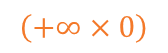 (+∞ × 0)